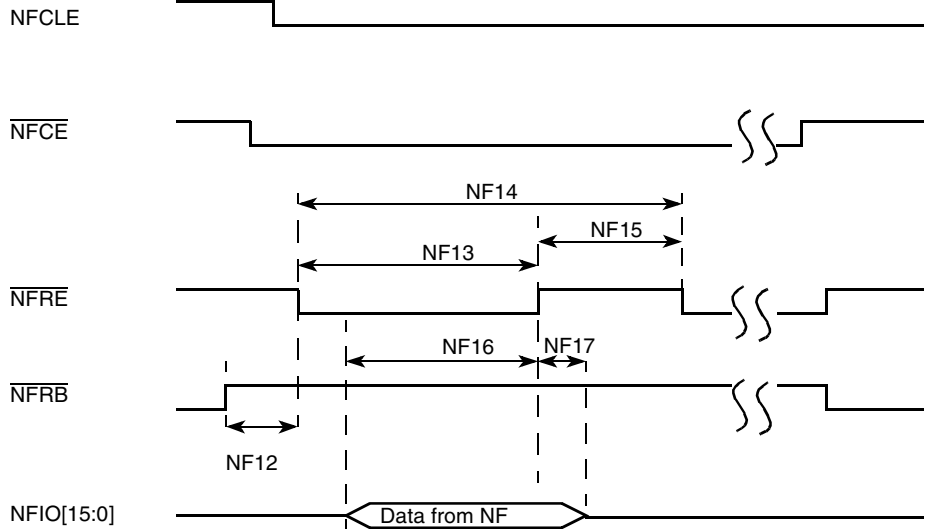 NFCLE
NFCE
NF14
NF15
NF13
NFRE
NF16
NF17
NFRB
NF12
NFIO[15:0]
Data from NF